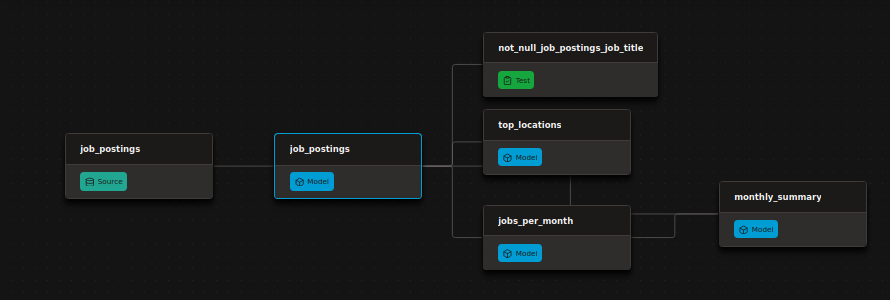 job_postings
Source
job_postings
Model
not_null_job_postings_job_title
Test
top_locations
Model
jobs_per_month
Model
monthly_summary
Model